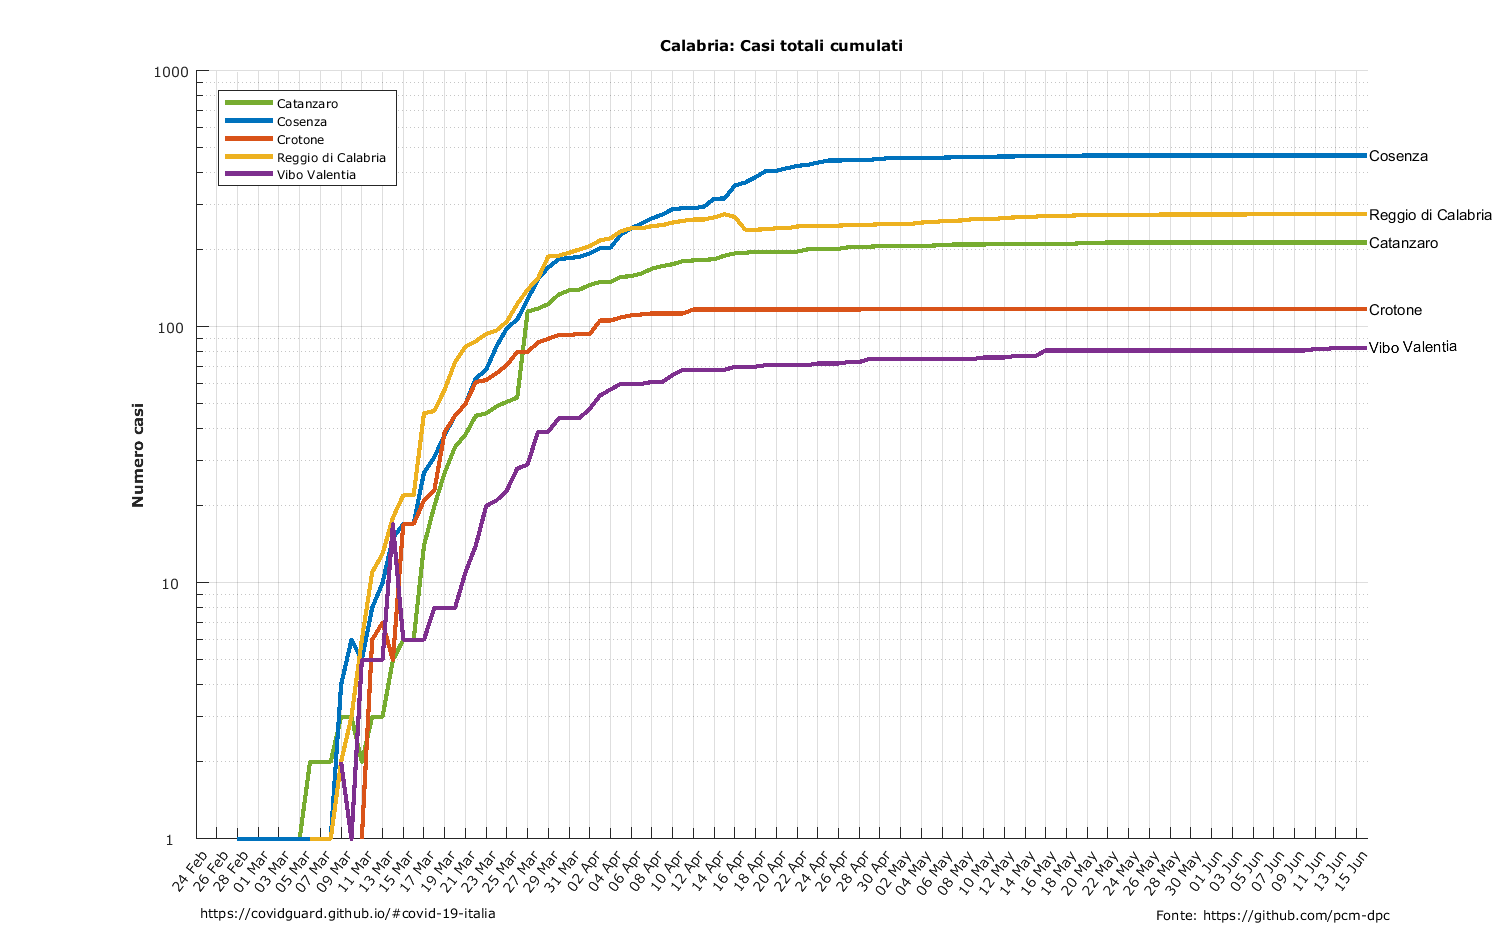 Calabria: Casi totali cumulati
1000
100
10
1
Numero casi
Catanzaro
Cosenza
Crotone
Reggio di Calabria
Vibo Valentia
Cosenza
Reggio di Calabria
Catanzaro
Crotone
Vibo Valentia
24 Feb
26 Feb
28 Feb
01 Mar
03 Mar
05 Mar
07 Mar
09 Mar
11 Mar
13 Mar
15 Mar
17 Mar
19 Mar
21 Mar
23 Mar
25 Mar
27 Mar
29 Mar
31 Mar
02 Apr
04 Apr
06 Apr
08 Apr
10 Apr
12 Apr
14 Apr
16 Apr
18 Apr
20 Apr
22 Apr
24 Apr
26 Apr
28 Apr
30 Apr
02 May
04 May
06 May
08 May
10 May
12 May
14 May
16 May
18 May
20 May
22 May
24 May
26 May
28 May
30 May
01 Jun
03 Jun
05 Jun
07 Jun
09 Jun
11 Jun
13 Jun
15 Jun
https://covidguard.github.io/#covid-19-italia
Fonte: https://github.com/pcm-dpc